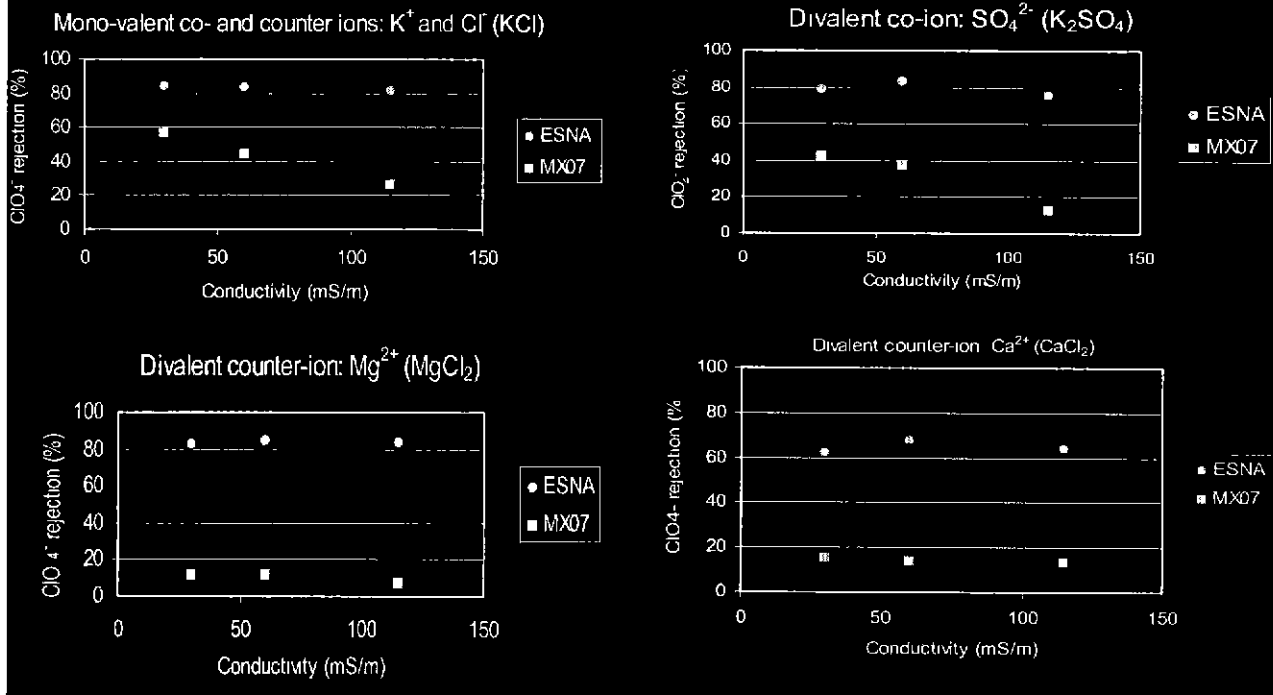 Mono-valent co- and counter ions: K⁺ and Cl⁻ (KCl)
ClO₄⁻ rejection (%)
100
80
60
40
20
0
0 50 100 150
Conductivity (mS/m)
ESNA
MX07
Divalent co-ion: SO₄²⁻ (K₂SO₄)
ClO₂⁻ rejection (%)
100
80
60
40
20
0
0 50 100 150
Conductivity (mS/m)
ESNA
MX07
Divalent counter-ion: Mg²⁺ (MgCl₂)
ClO ₄⁻ rejection (%)
100
80
60
40
20
0
0 50 100 150
Conductivity (mS/m)
ESNA
MX07
Divalent counter-ion Ca²⁺ (CaCl₂)
ClO4- rejection (%
100
80
60
40
20
0
0 50 100 150
Conductivity (mS/m)
ESNA
MX07